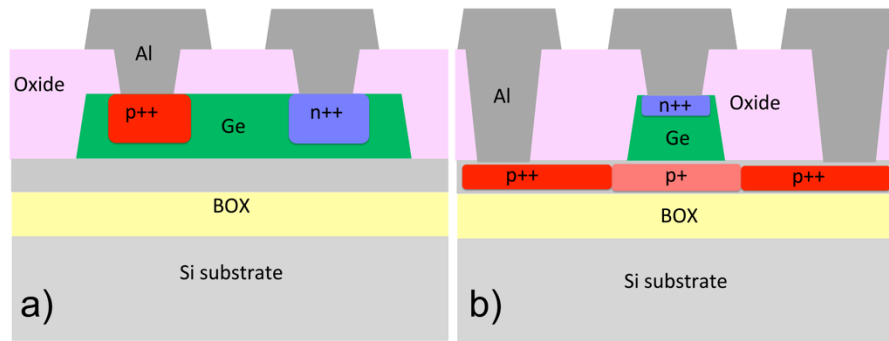 Al
Oxide
p++
Ge
n++
BOX
Si substrate
a)
Al
n++
Oxide
Ge
p++
p+
p++
BOX
Si substrate
b)